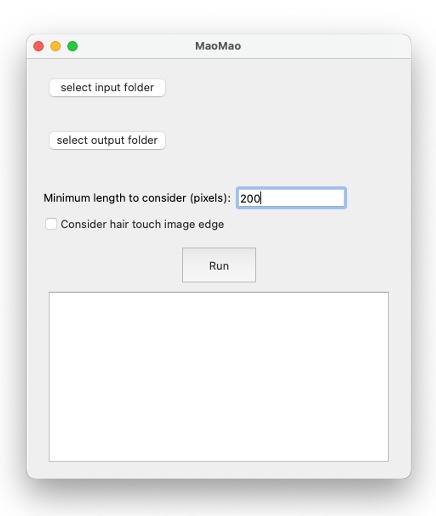 MaoMao
select input folder
select output folder
Minimum length to consider (pixels): 200
Consider hair touch image edge
Run